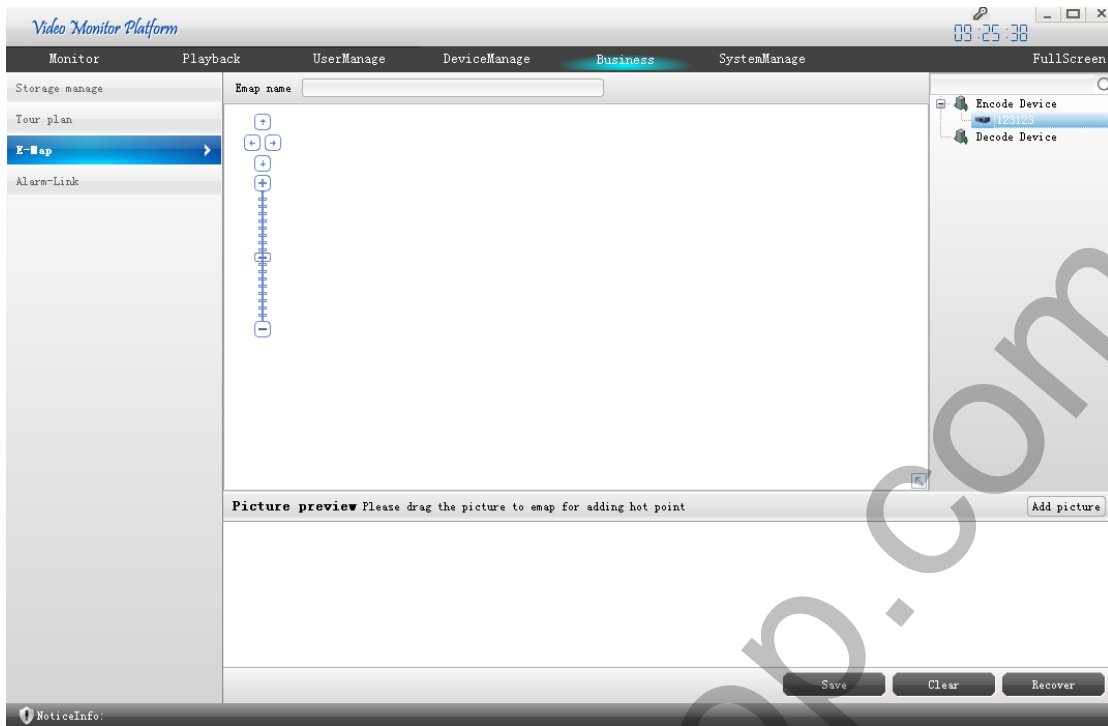 Video Monitor Platform
09:25:38
Monitor Playback UserManage DeviceManage Business SystemManage FullScreen
Storage manage
Tour plan
E-Map
Alarm-Link
Emap name
Encode Device
123123
Decode Device
Picture preview Please drag the picture to emap for adding hot point
Add picture
Save Clear Recover
NoticeInfo:
op.com